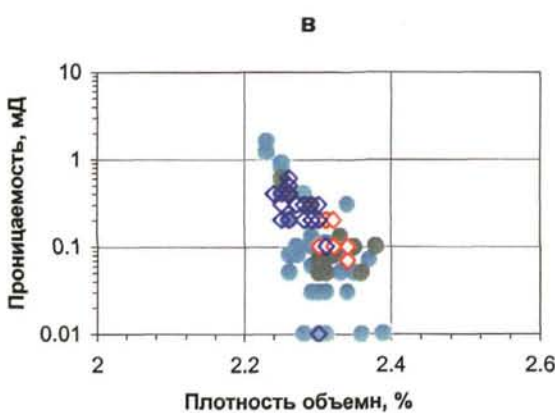 В
Проницаемость, мД
10
1
0.1
0.01
2
2.2
2.4
2.6
Плотность объемн, %